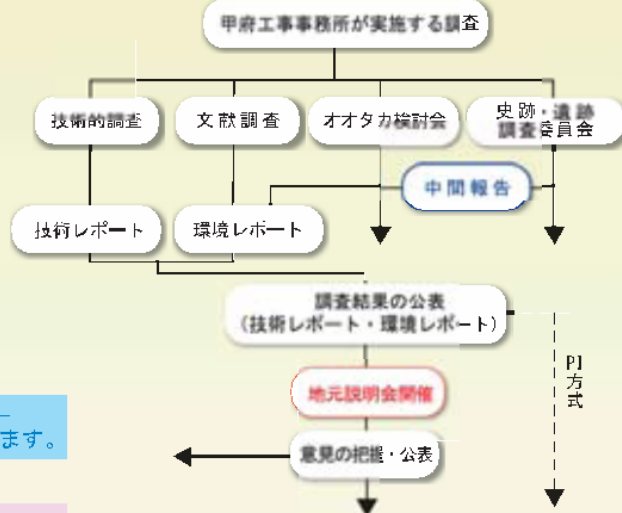 甲府工事事務所が実施する調査
技術的調査
文献調査
オオタカ検討会
史跡・遺跡
調査委員会
中間報告
技術レポート
環境レポート
調査結果の公表
(技術レポート・環境レポート)
PI方式
地元説明会開催
ます。
意見の把握・公表